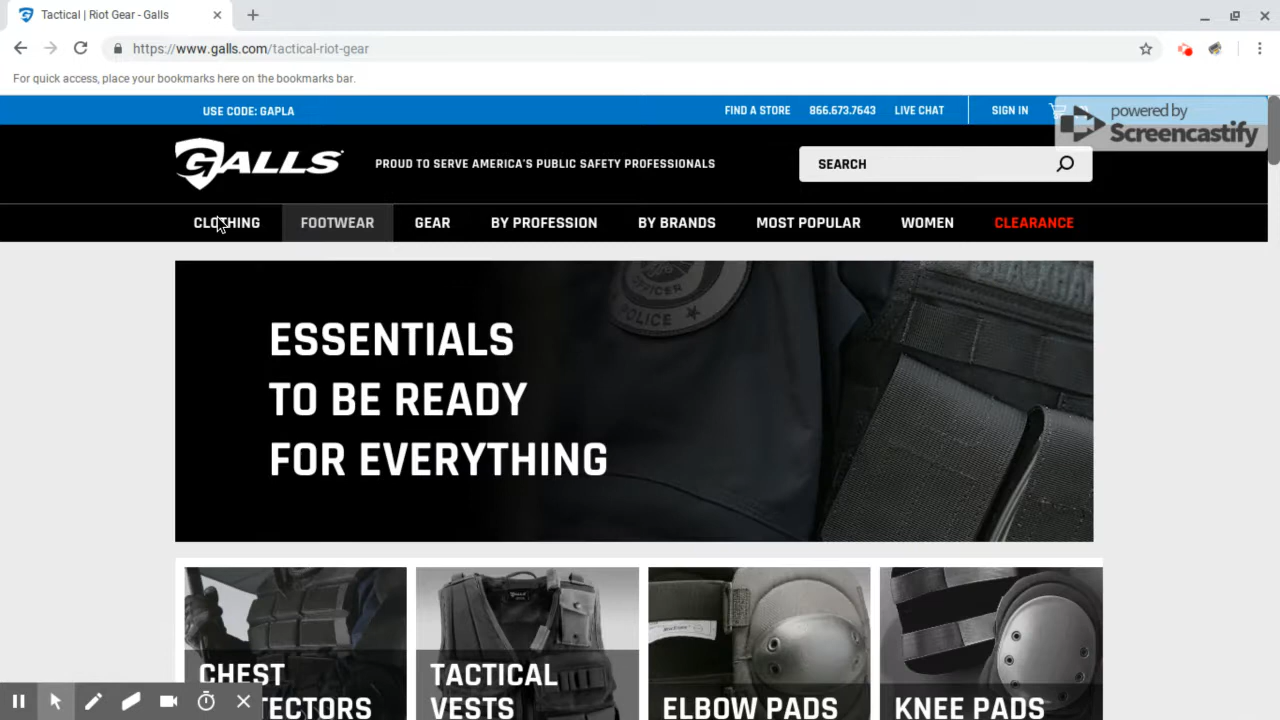 Tactical | Riot Gear - Galls
https://www.galls.com/tactical-riot-gear
For quick access, place your bookmarks here on the bookmarks bar.
USE CODE: GAPLA
FIND A STORE 866.673.7643 LIVE CHAT SIGN IN
powered by
Screencastify
GALLS
PROUD TO SERVE AMERICA'S PUBLIC SAFETY PROFESSIONALS
SEARCH
CLOTHING FOOTWEAR GEAR BY PROFESSION BY BRANDS MOST POPULAR WOMEN CLEARANCE
OFFICER
POLICE
ESSENTIALS
TO BE READY
FOR EVERYTHING
GALLS
CHEST
TECTORS
TACTICAL
VESTS
ELBOW PADS
KNEE PADS